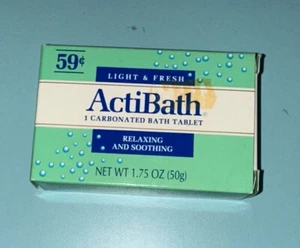 59¢
LIGHT & FRESH
ActiBath®
1 CARBONATED BATH TABLET
RELAXING
AND SOOTHING
NET WT 1.75 OZ (50g)